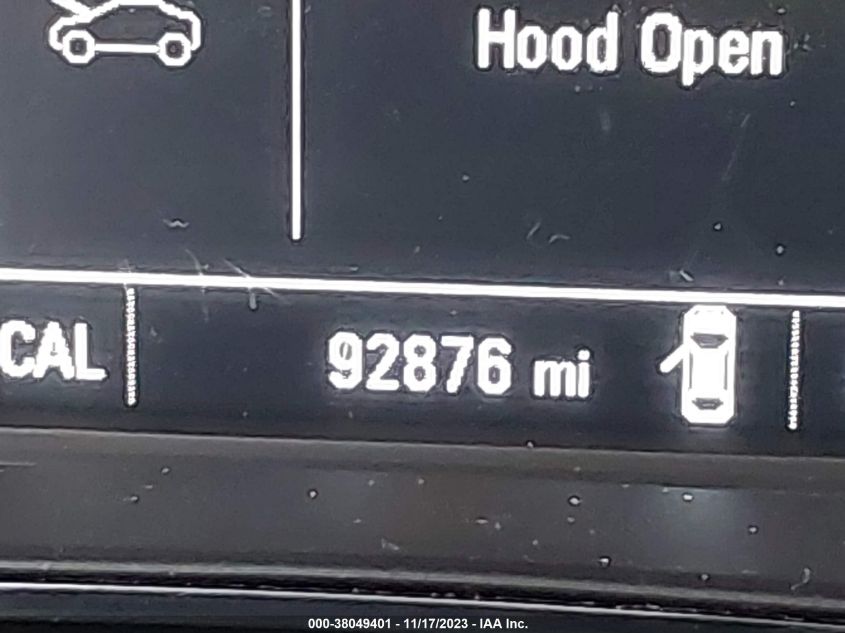 Hood Open
CAL
92876 mi
000-38049401 - 11/17/2023 - IAA Inc.